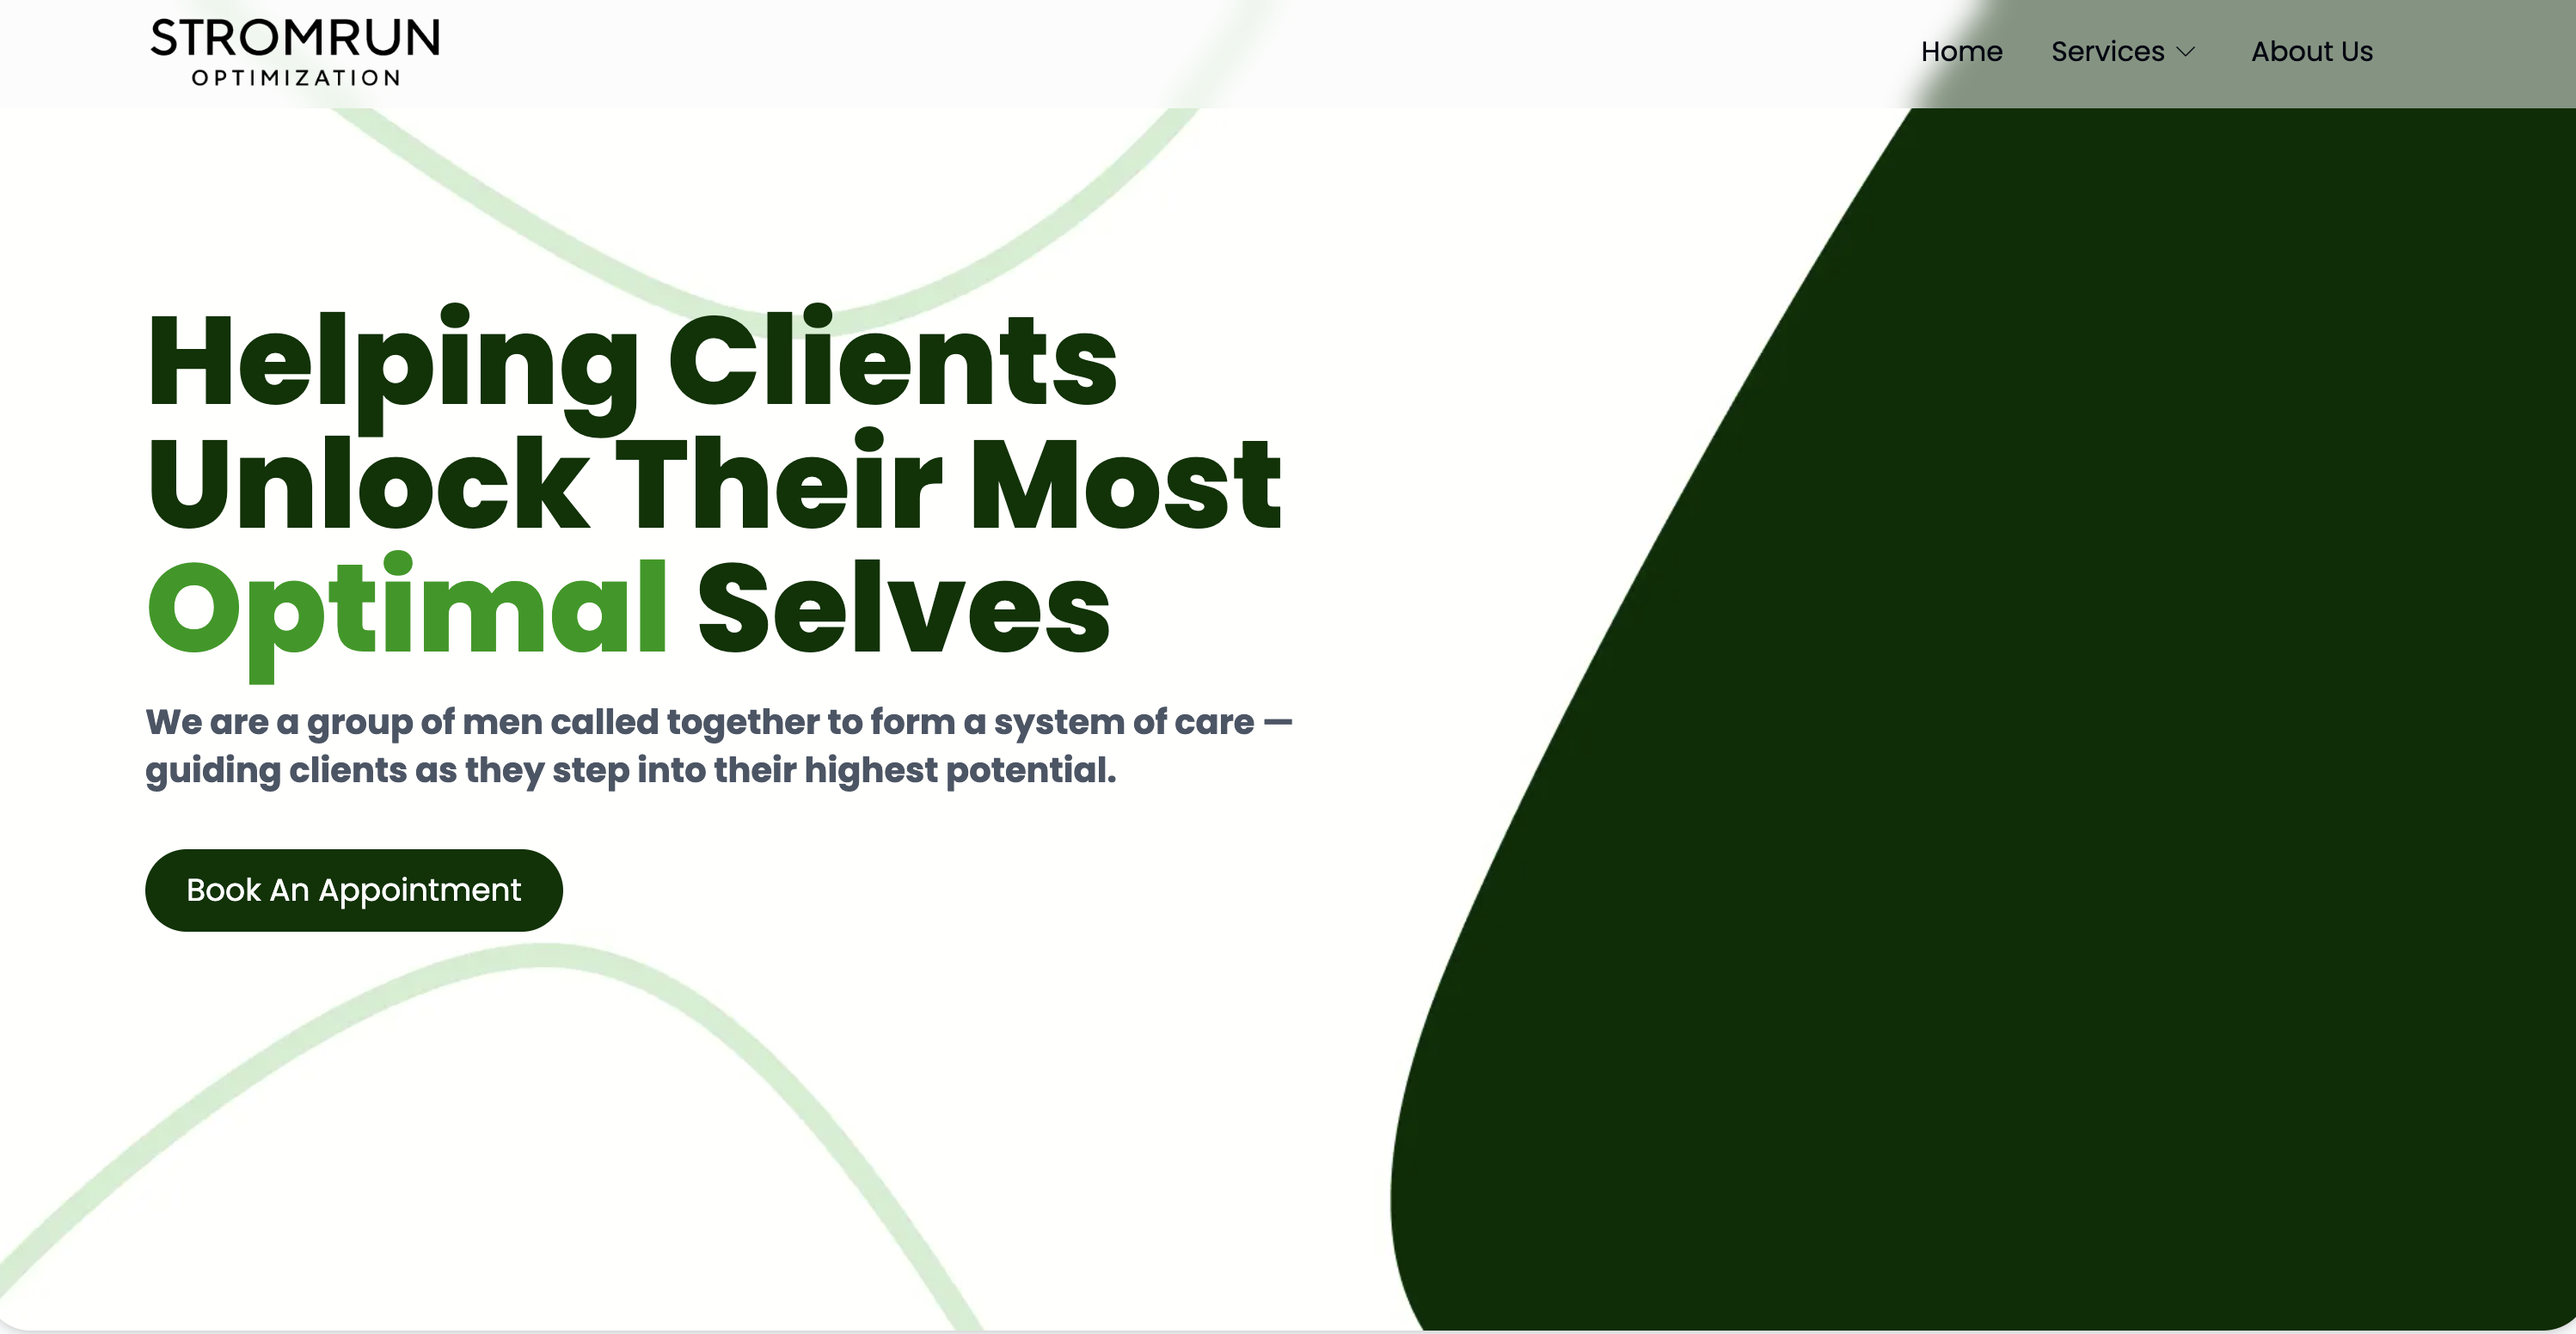 STROMRUN
OPTIMIZATION
Home Services About Us
Helping Clients
Unlock Their Most
Optimal Selves
We are a group of men called together to form a system of care —
guiding clients as they step into their highest potential.
Book An Appointment